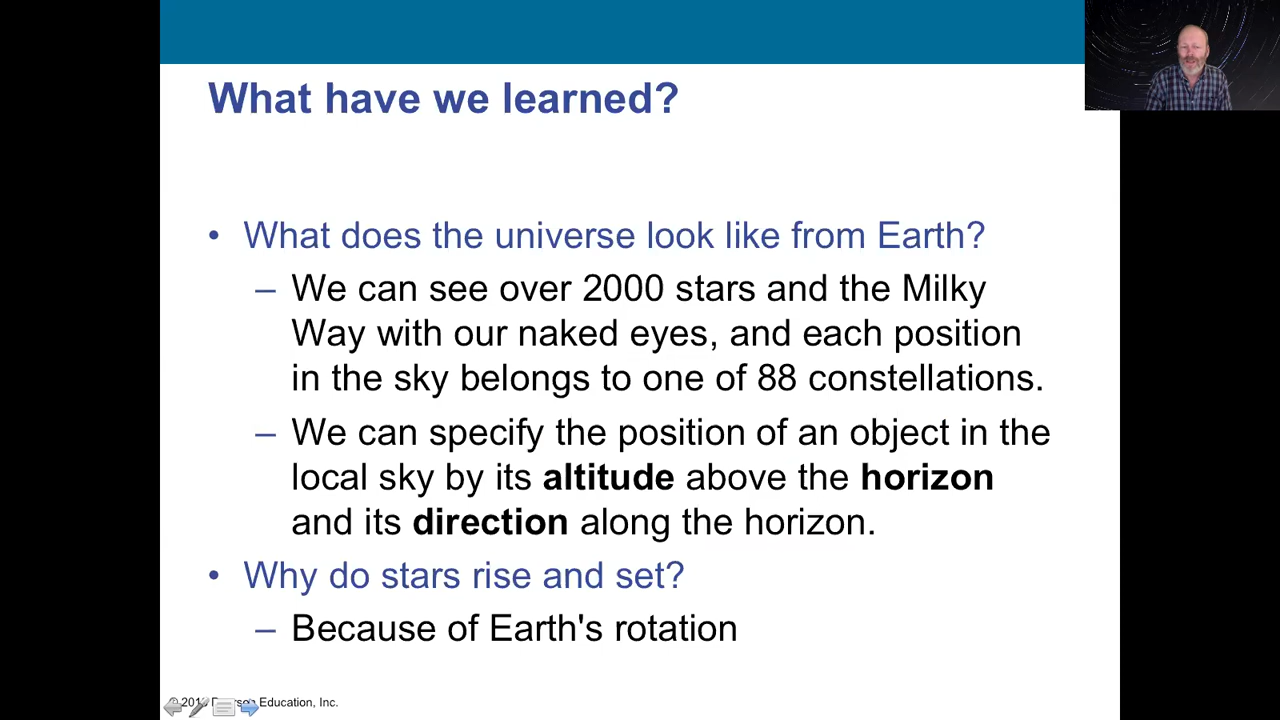 What have we learned?
• What does the universe look like from Earth?
– We can see over 2000 stars and the Milky
Way with our naked eyes, and each position
in the sky belongs to one of 88 constellations.
– We can specify the position of an object in the
local sky by its altitude above the horizon
and its direction along the horizon.
• Why do stars rise and set?
– Because of Earth's rotation
Education, Inc.